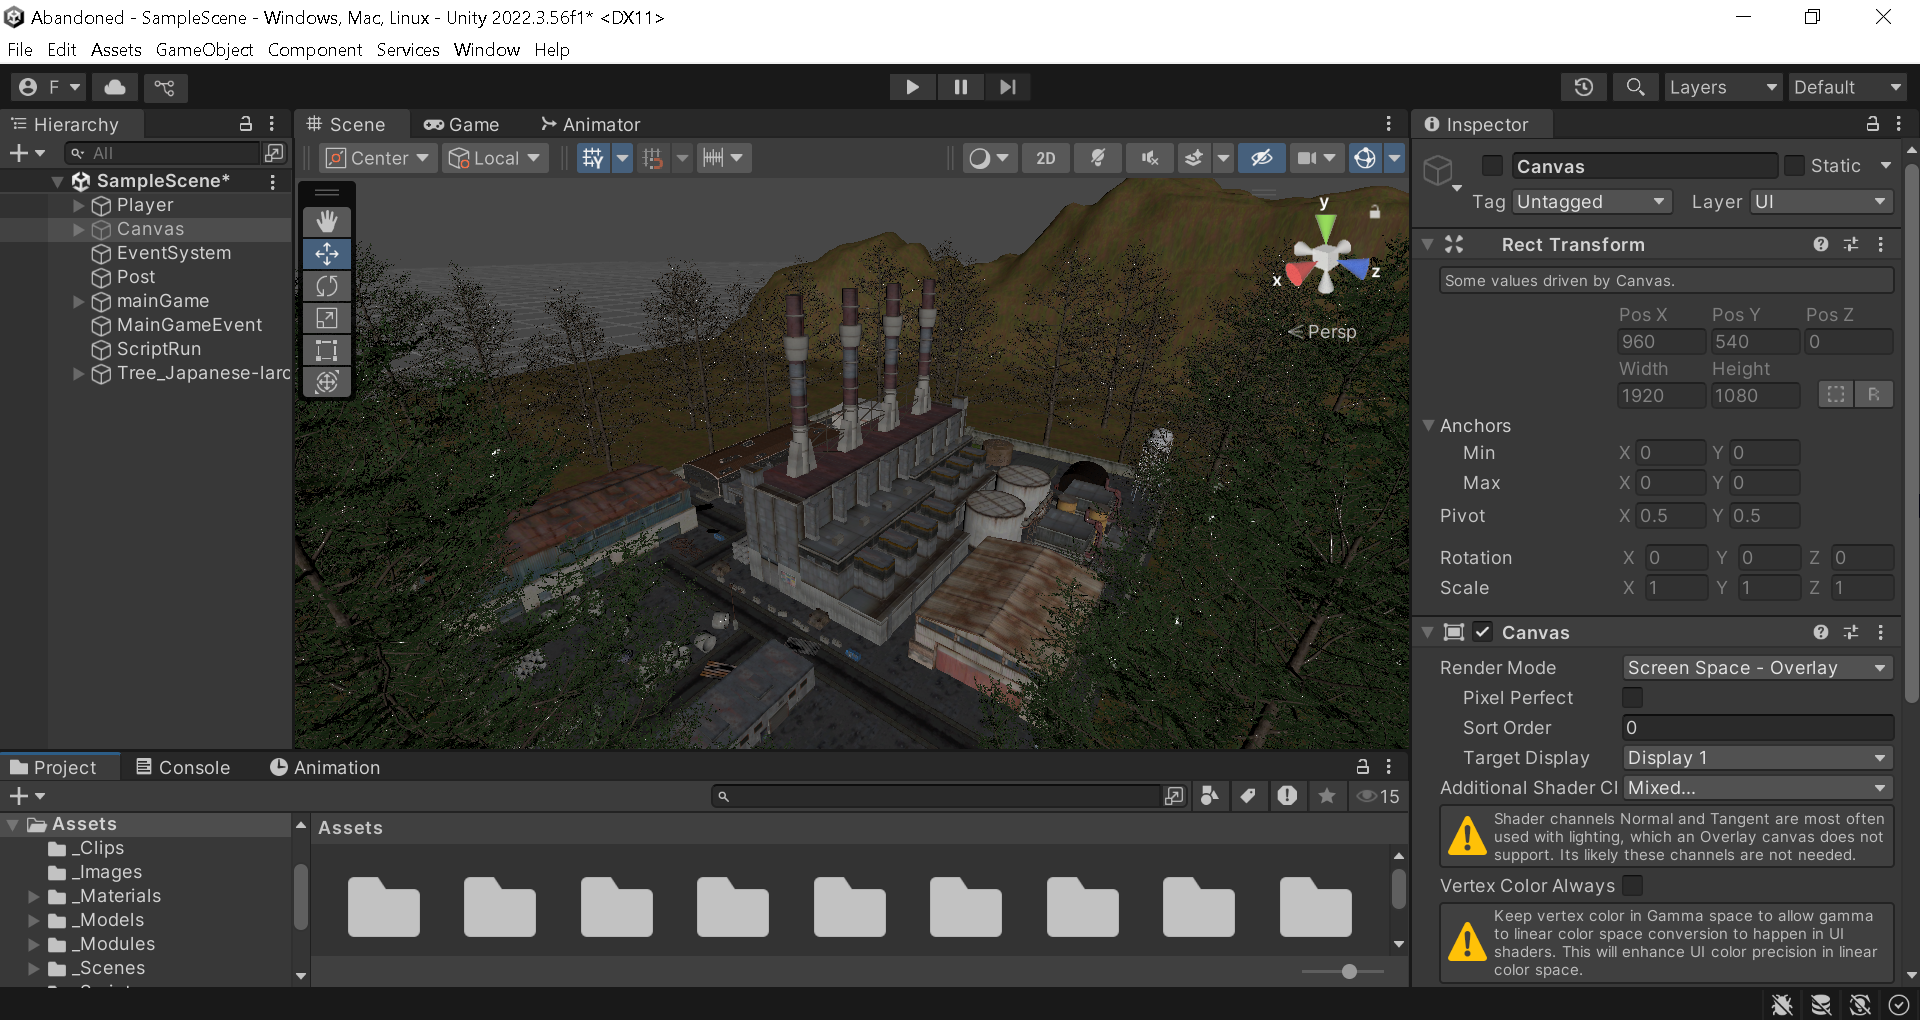 Abandoned - SampleScene - Windows, Mac, Linux - Unity 2022.3.56f1* <DX11>
File Edit Assets GameObject Component Services Window Help
F
Layers Default
Hierarchy
All
SampleScene*
Player
Canvas
EventSystem
Post
mainGame
MainGameEvent
ScriptRun
Tree_Japanese-larc
Scene Game Animator
Center Local 2D
y
x
z
Persp
Inspector
Canvas Static
Tag Untagged Layer UI
Rect Transform
Some values driven by Canvas.
Pos X Pos Y Pos Z
960 540 0
Width Height
1920 1080 R
Anchors
Min X 0 Y 0
Max X 0 Y 0
Pivot X 0.5 Y 0.5
Rotation X 0 Y 0 Z 0
Scale X 1 Y 1 Z 1
Canvas
Render Mode Screen Space - Overlay
Pixel Perfect
Sort Order 0
Target Display Display 1
Additional Shader Cl Mixed...
Shader channels Normal and Tangent are most often
used with lighting, which an Overlay canvas does not
support. Its likely these channels are not needed.
Vertex Color Always
Keep vertex color in Gamma space to allow gamma
to linear color space conversion to happen in UI
shaders. This will enhance UI color precision in linear
color space.
Project Console Animation
15
Assets
_Clips
_Images
_Materials
_Models
_Modules
_Scenes
Assets